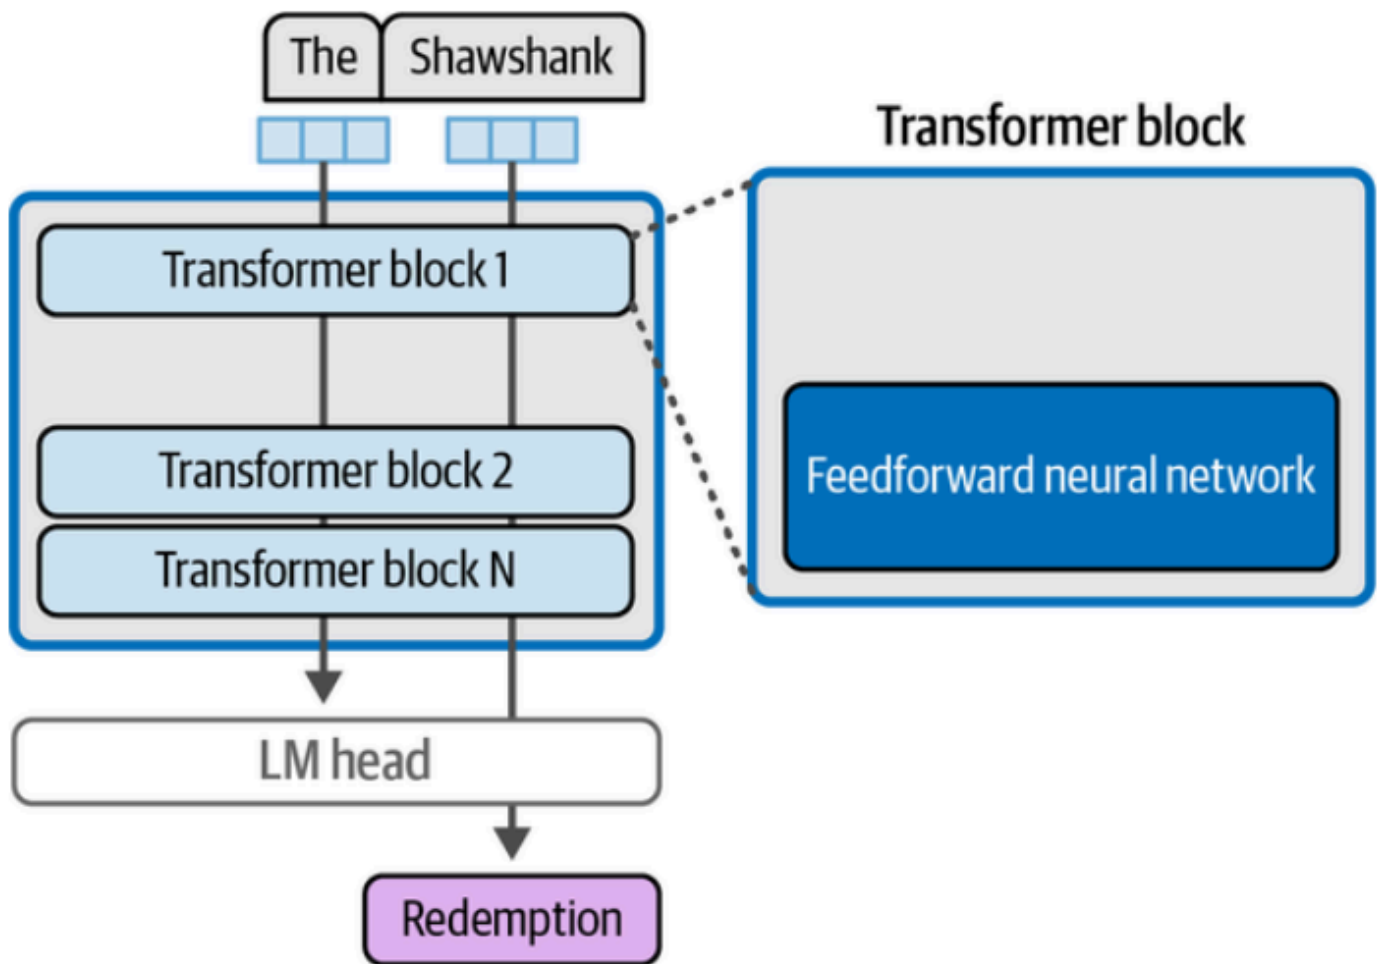 The Shawshank
Transformer block
Transformer block 1
Transformer block 2
Transformer block N
Feedforward neural network
LM head
Redemption